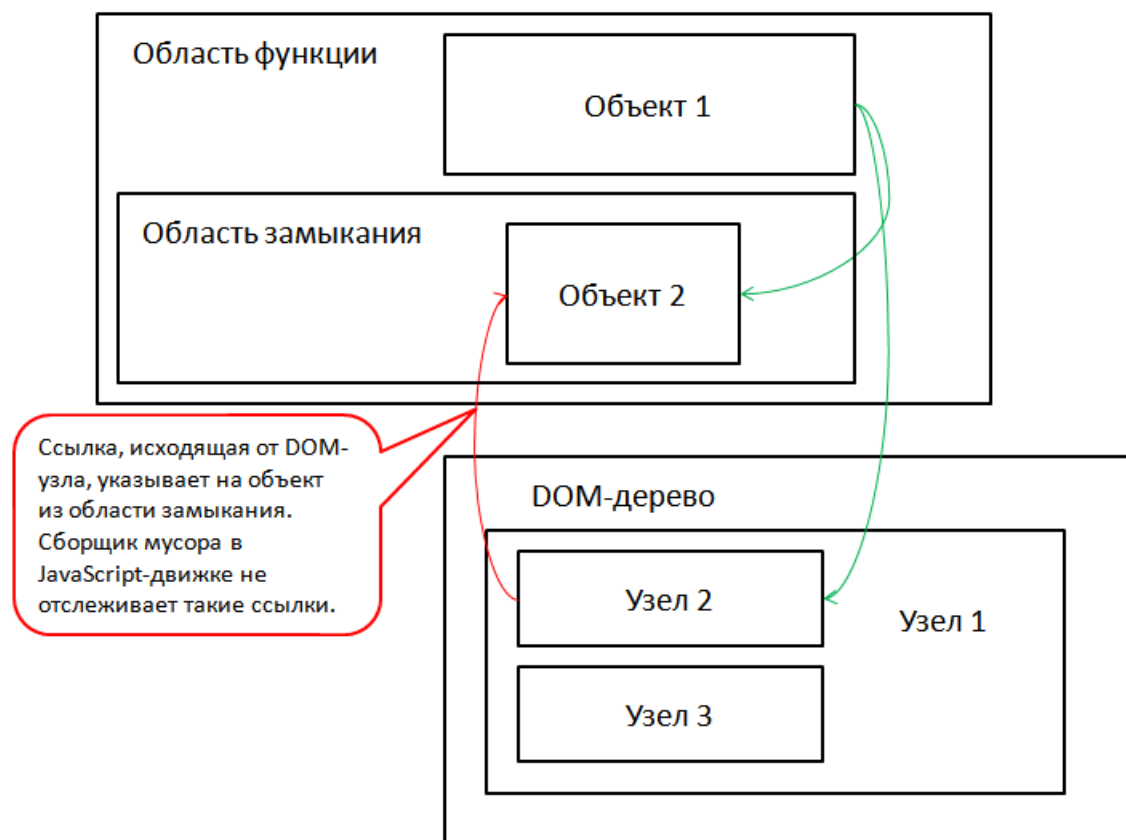 Область функции
Объект 1
Область замыкания
Объект 2
Ссылка, исходящая от DOM-
узла, указывает на объект
из области замыкания.
Сборщик мусора в
JavaScript-движке не
отслеживает такие ссылки.
DOM-дерево
Узел 2
Узел 1
Узел 3